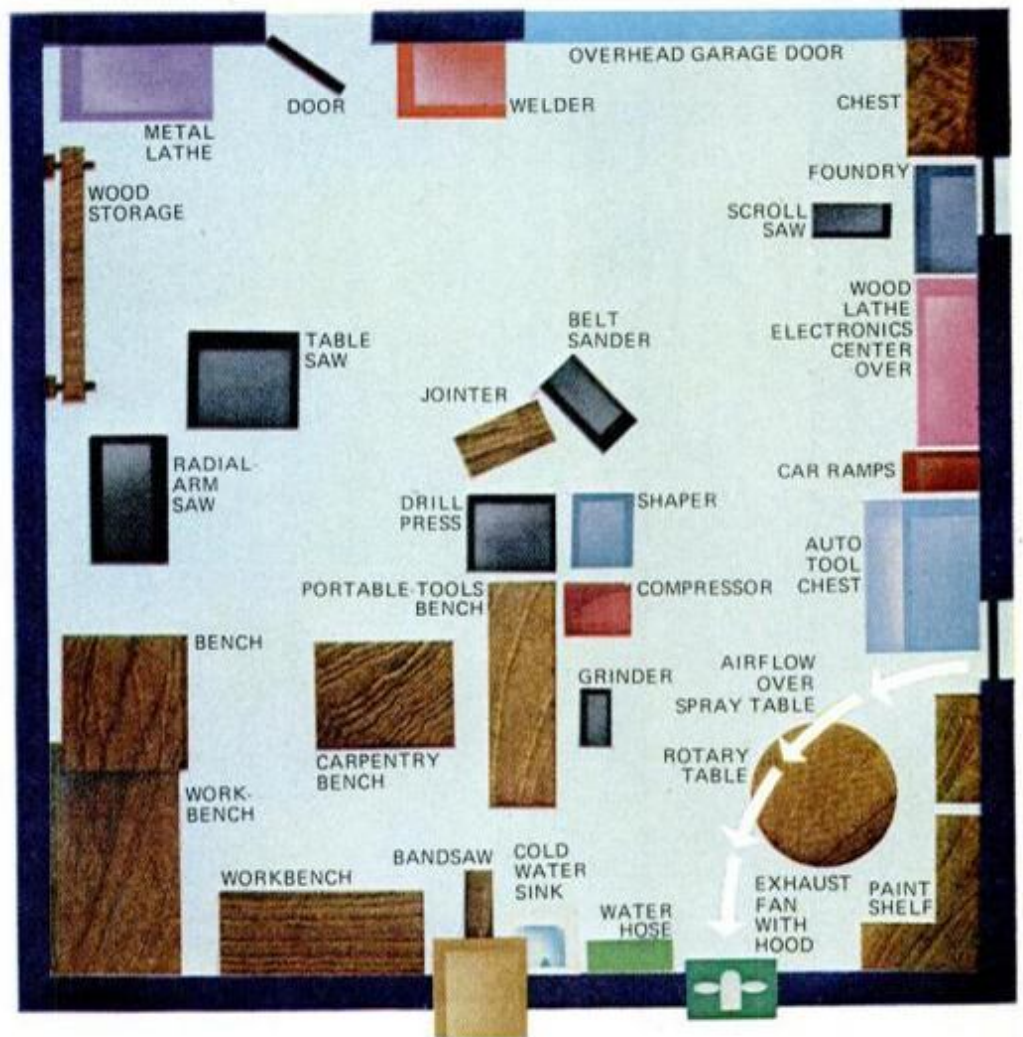 OVERHEAD GARAGE DOOR
DOOR
WELDER
CHEST
METAL
LATHE
FOUNDRY
WOOD
STORAGE
SCROLL
SAW
WOOD
LATHE
ELECTRONICS
CENTER
OVER
BELT
SANDER
TABLE
SAW
JOINTER
RADIAL-
ARM
SAW
CAR RAMPS
DRILL
PRESS
SHAPER
AUTO
TOOL
CHEST
PORTABLE-TOOLS
BENCH
COMPRESSOR
BENCH
AIRFLOW
OVER
SPRAY TABLE
GRINDER
CARPENTRY
BENCH
ROTARY
TABLE
WORK-
BENCH
BANDSAW
COLD
WATER
SINK
WORKBENCH
EXHAUST
FAN
WITH
HOOD
PAINT
SHELF
WATER
HOSE